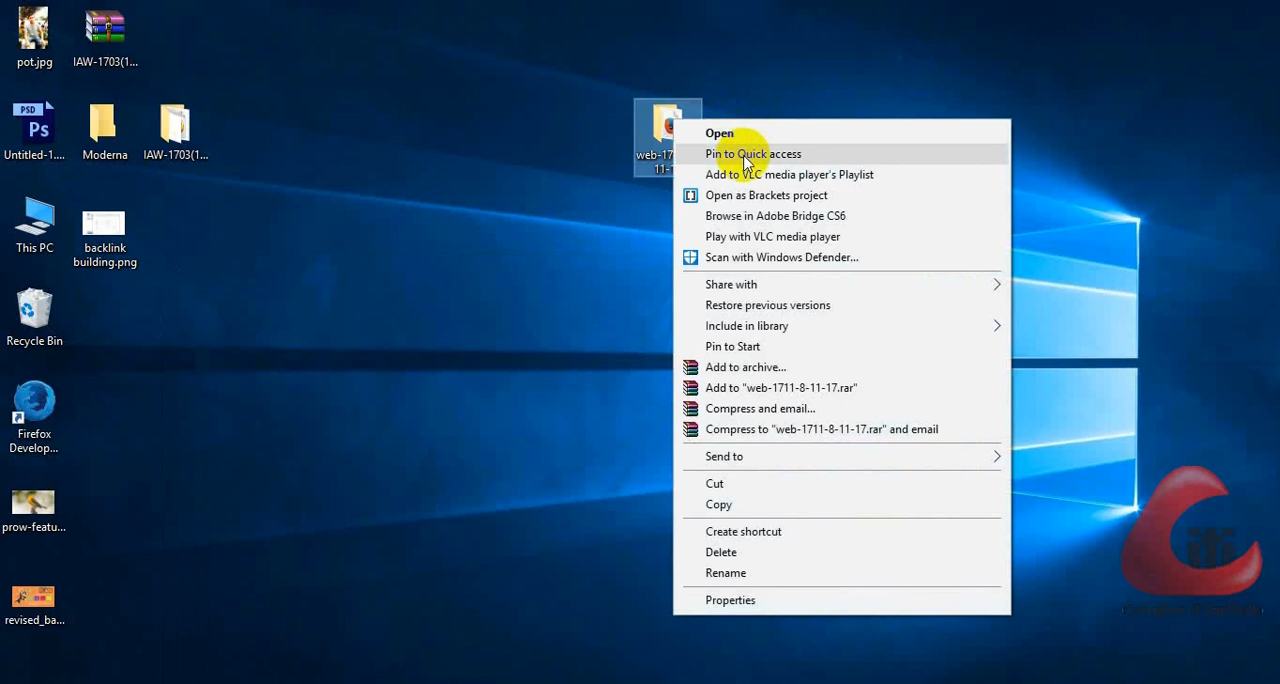 pot.jpg
IAW-1703(1...
PSD
Ps
Untitled-1....
Moderna
IAW-1703(1...
This PC
backlink
building.png
Recycle Bin
Firefox
Develop...
prow-featu...
revised_ba...
web-17
11-
Open
Pin to Quick access
Add to VLC media player's Playlist
Open as Brackets project
Browse in Adobe Bridge CS6
Play with VLC media player
Scan with Windows Defender...
Share with
Restore previous versions
Include in library
Pin to Start
Add to archive...
Add to "web-1711-8-11-17.rar"
Compress and email...
Compress to "web-1711-8-11-17.rar" and email
Send to
Cut
Copy
Create shortcut
Delete
Rename
Properties